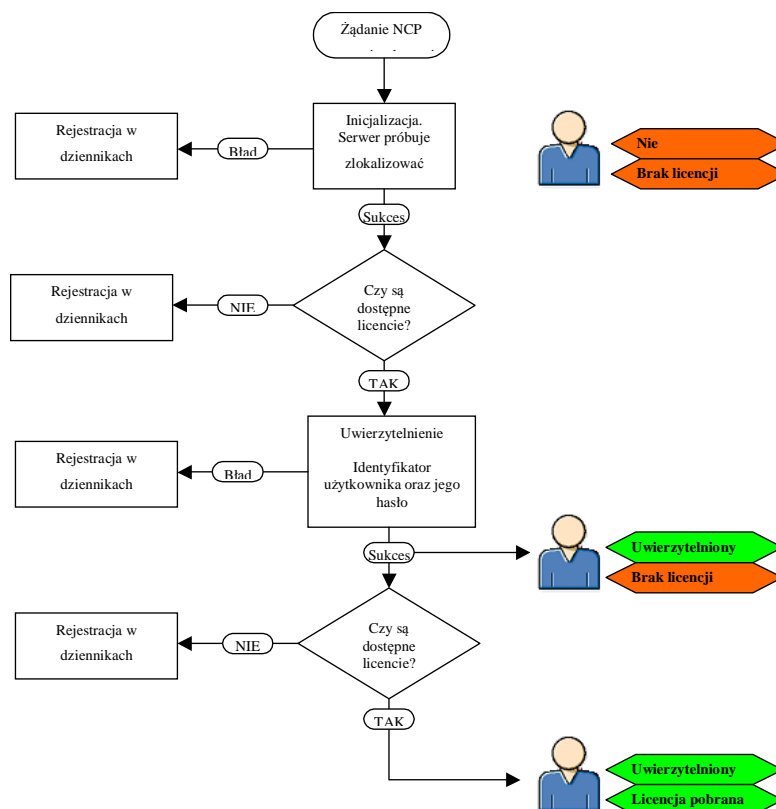 Żądanie NCP
Inicjalizacja.
Serwer próbuje
zlokalizować
Rejestracja w
dziennikach
Błąd
Nie
Brak licencji
Sukces
Czy są
dostępne
licencie?
Rejestracja w
dziennikach
NIE
TAK
Uwierzytelnienie
Identyfikator
użytkownika oraz jego
hasło
Rejestracja w
dziennikach
Błąd
Sukces
Uwierzytelniony
Brak licencji
Czy są
dostępne
licencie?
Rejestracja w
dziennikach
NIE
TAK
Uwierzytelniony
Licencja pobrana